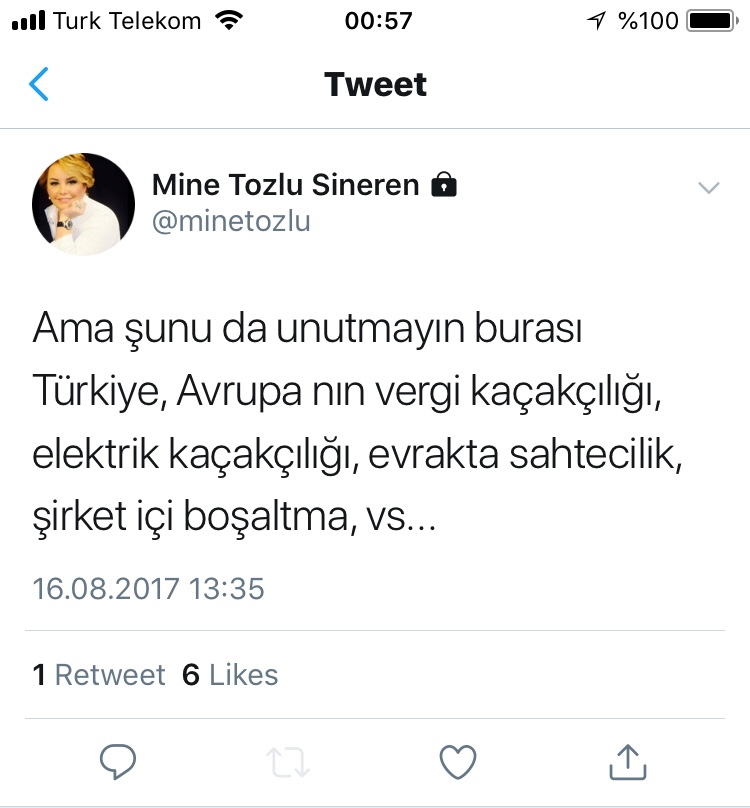 Turk Telekom 00:57 %100
Tweet
Mine Tozlu Sineren
@minetozlu
Ama şunu da unutmayın burası
Türkiye, Avrupa nın vergi kaçakçılığı,
elektrik kaçakçılığı, evrakta sahtecilik,
şirket içi boşaltma, vs...
16.08.2017 13:35
1 Retweet 6 Likes